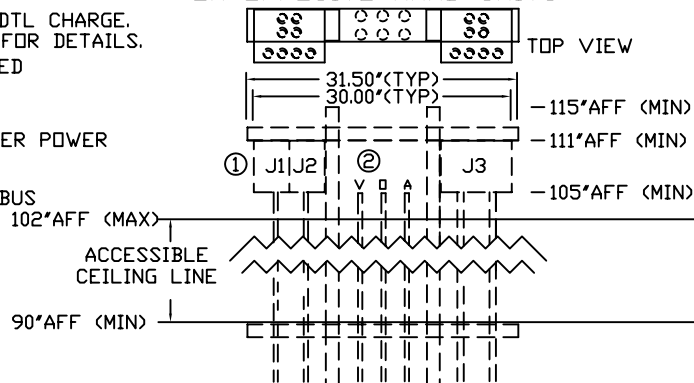 DTL CHARGE.
FOR DETAILS.
ED
TOP VIEW
31.50"(TYP)
30.00"(TYP)
115"AFF (MIN)
ER POWER
111"AFF (MIN)
1 J1 J2 2 J3
V O A
105"AFF (MIN)
BUS
102"AFF (MAX)
ACCESSIBLE
CEILING LINE
90"AFF (MIN)